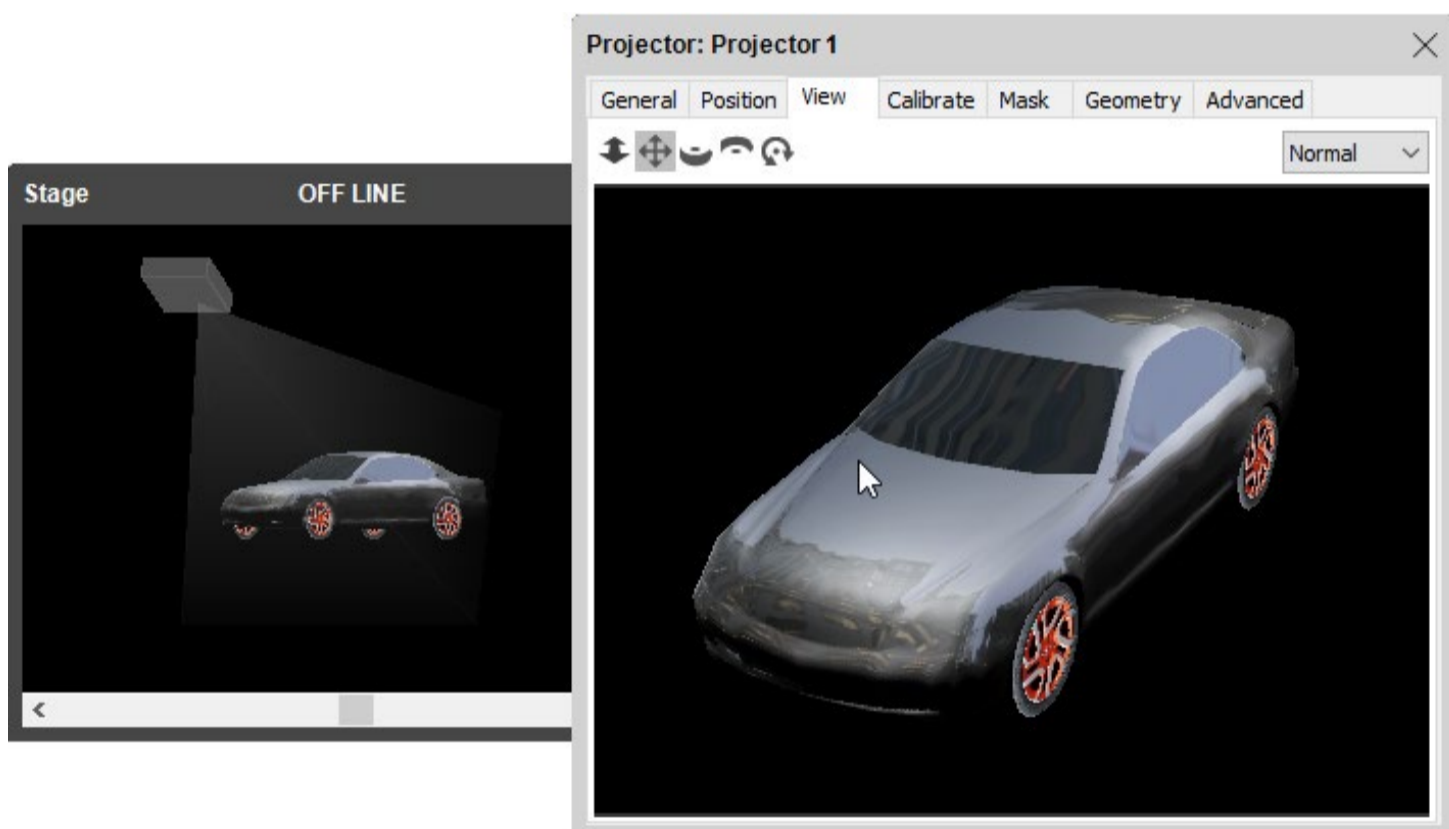 Projector: Projector 1
General Position View Calibrate Mask Geometry Advanced
Normal
Stage OFF LINE